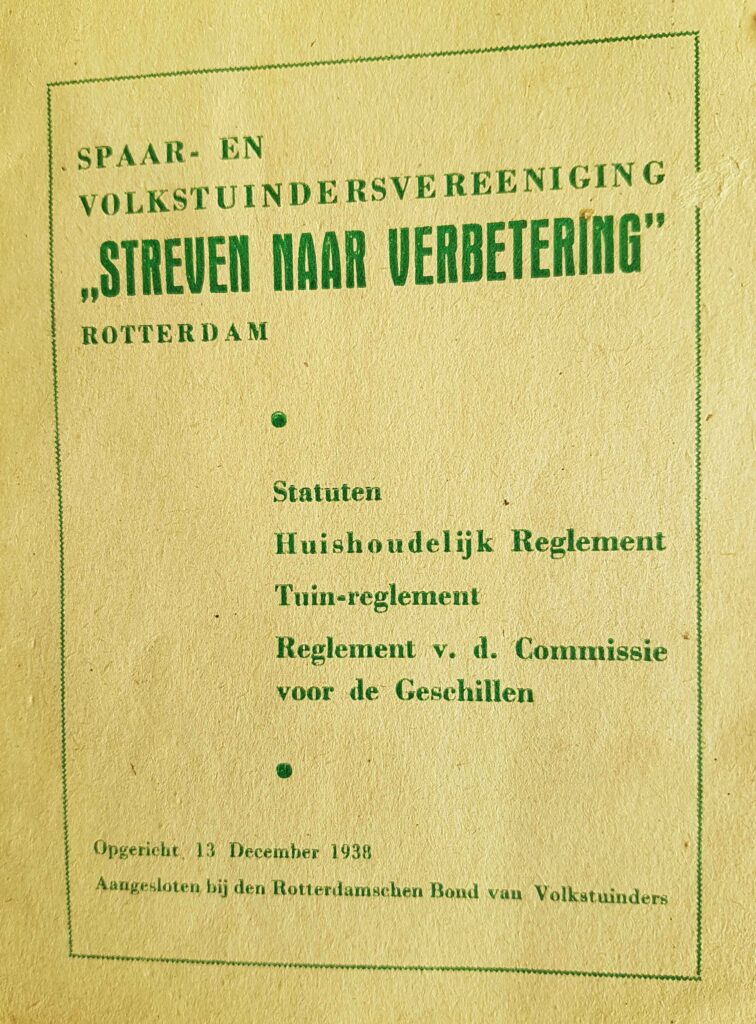 SPAAR- EN
VOLKSTUINDERSVEREENIGING
„STREVEN NAAR VERBETERING”
ROTTERDAM
Statuten
Huishoudelijk Reglement
Tuin-reglement
Reglement v. d. Commissie
voor de Geschillen
Opgericht 13 December 1938
Aangesloten bij den Rotterdamschen Bond van Volkstuinders